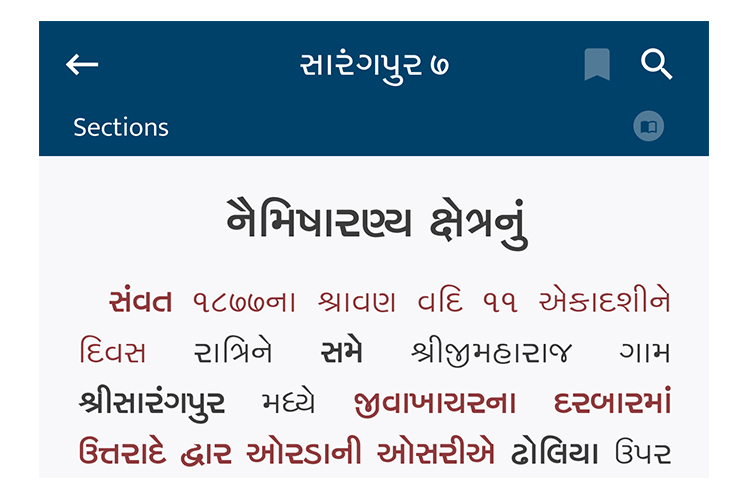 સારંગપુર ૭
Sections
નૈમિષારણ્ય ક્ષેત્રનું
સંવત ૧૮૭૭ના શ્રાવણ વદિ ૧૧ એકાદશીને
દિવસ રાત્રિને સમે શ્રીજીમહારાજ ગામ
શ્રીસારંગપુર મધ્યે જીવાખાચરના દરબારમાં
ઉત્તરાદે દ્વાર ઓરડાની ઓસરીએ ઢોલિયા ઉપર